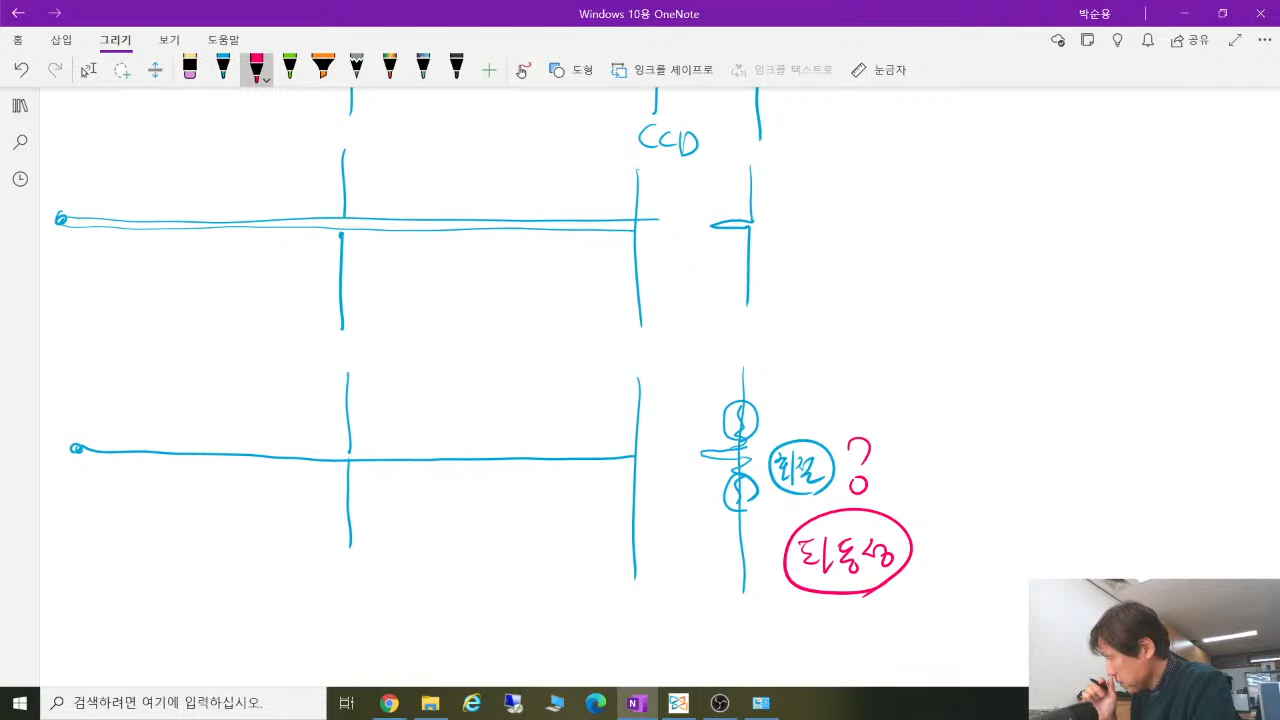 Windows 10용 OneNote
박순용
홈 삽입 그리기 보기 도움말
공유
도형 잉크를 셰이프로 잉크를 텍스트로 눈금자
CCD
회절 ?
파동성
검색하려면 여기에 입력하십시오.